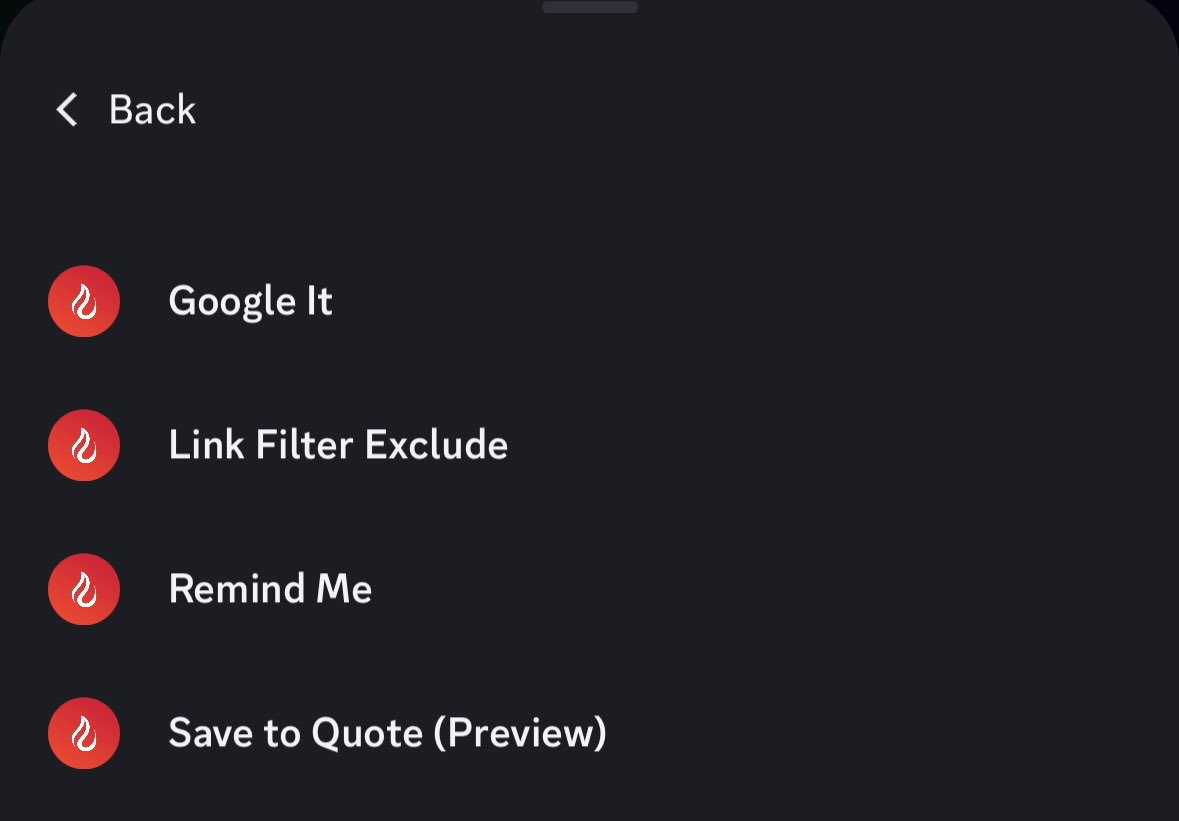 Back
Google It
Link Filter Exclude
Remind Me
Save to Quote (Preview)